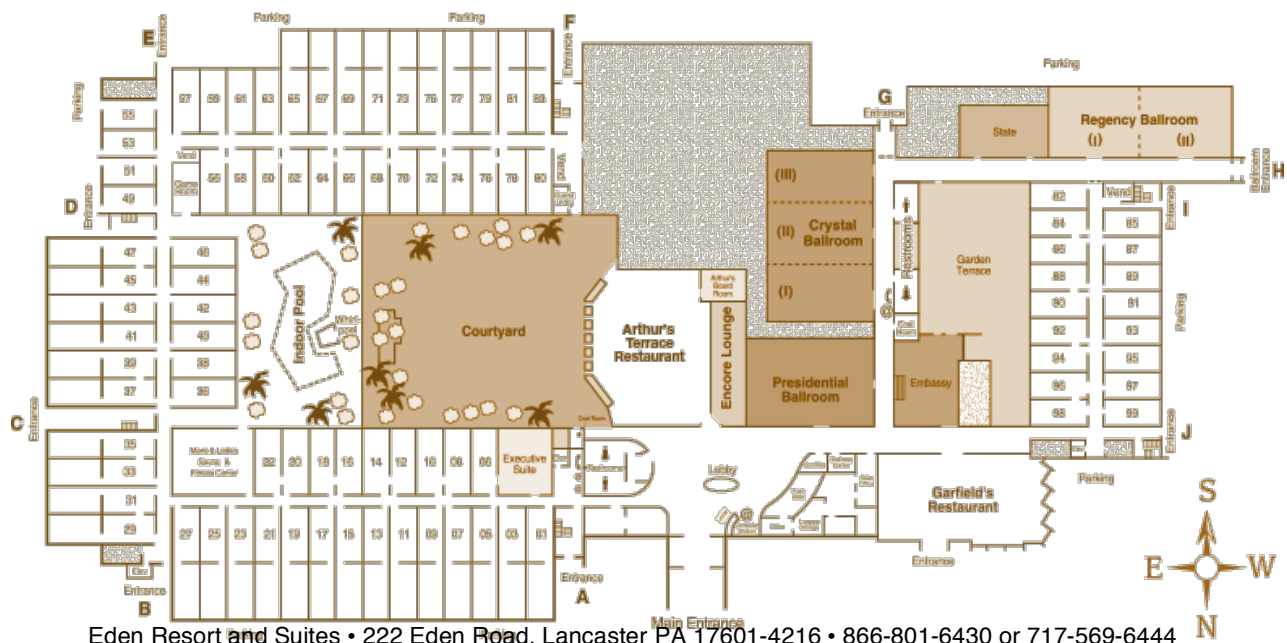 Parking
Parking
F
E
Entrance
Entrance
Parking
Parking
G
Entrance
Regency Ballroom
(I)
(II)
State
Ballroom
Entrance
H
57 59 61 63 65 67 69 71 73 75 77 79 81 83
55
53
51
49
Vend
Game
Room
56 58 60 62 64 66 68 70 72 74 76 78 80
Vend
D
Entrance
(III)
(II)
Crystal
Ballroom
(I)
Restrooms
Garden
Terrace
82
84
86
88
90
92
94
96
98
Vend
85
87
89
91
93
95
97
99
Entrance
I
Parking
47
45
43
41
39
37
46
44
42
40
38
36
Indoor Pool
Whirl-
pool
Courtyard
Arthur's
Terrace
Restaurant
Arthur's
Board
Room
Encore Lounge
Presidential
Ballroom
Embassy
C
Entrance
35
33
31
29
22 20 18 16 14 12 10 08 06
Executive
Suite
Coat Room
Restrooms
Lobby
Garfield's
Restaurant
Entrance
J
Entrance
Parking
27 25 23 21 19 17 15 13 11 09 07 05 03 01
Entrance
B
Entrance
A
Main Entrance
Parking
Parking
S
E
W
N
Eden Resort and Suites • 222 Eden Road, Lancaster PA 17601-4216 • 866-801-6430 or 717-569-6444